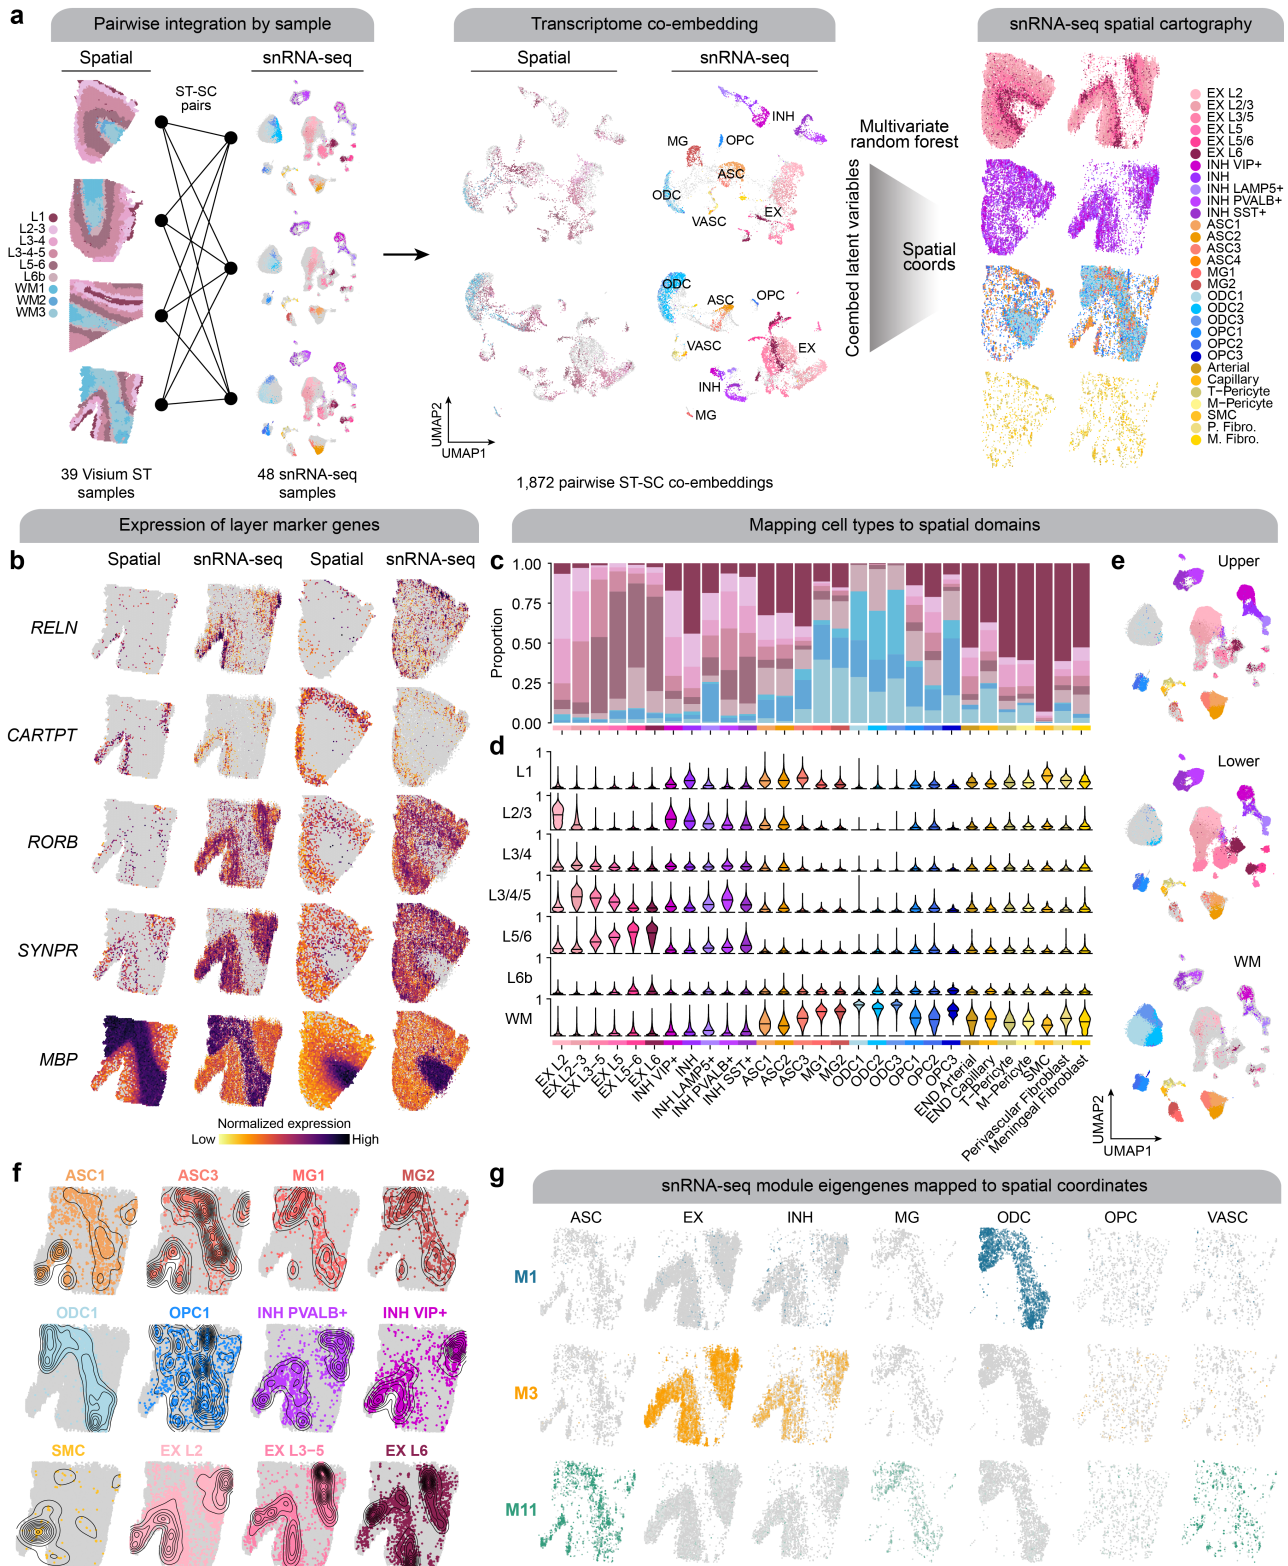 a
Pairwise integration by sample
Spatial
snRNA-seq
ST-SC
pairs
L1
L2-3
L3-4
L3-4-5
L5-6
L6b
WM1
WM2
WM3
39 Visium ST
samples
48 snRNA-seq
samples
Transcriptome co-embedding
Spatial
snRNA-seq
INH
OPC
MG
ASC
ODC
EX
VASC
ODC
OPC
ASC
VASC
EX
INH
MG
UMAP2
UMAP1
1,872 pairwise ST-SC co-embeddings
Multivariate
random forest
Coembed latent variables
Spatial
coords
snRNA-seq spatial cartography
EX L2
EX L2/3
EX L3/5
EX L5
EX L5/6
EX L6
INH VIP+
INH
INH LAMP5+
INH PVALB+
INH SST+
ASC1
ASC2
ASC3
ASC4
MG1
MG2
ODC1
ODC2
ODC3
OPC1
OPC2
OPC3
Arterial
Capillary
T-Pericyte
M-Pericyte
SMC
P. Fibro.
M. Fibro.
b
Expression of layer marker genes
Spatial
snRNA-seq
Spatial
snRNA-seq
RELN
CARTPT
RORB
SYNPR
MBP
Normalized expression
Low
High
Mapping cell types to spatial domains
c
Proportion
1.00
0.75
0.50
0.25
0.00
d
1
L1
1
L2/3
1
L3/4
1
L3/4/5
1
L5/6
1
L6b
1
WM
EX L2
EX L2-3
EX L3-5
EX L5
EX L5-6
EX L6
INH VIP+
INH
INH LAMP5+
INH PVALB+
INH SST+
ASC1
ASC2
ASC3
MG1
MG2
ODC1
ODC2
ODC3
OPC1
OPC2
OPC3
END Arterial
END Capillary
T-Pericyte
M-Pericyte
SMC
Perivascular Fibroblast
Meningeal Fibroblast
e
Upper
Lower
WM
UMAP2
UMAP1
f
ASC1
ASC3
MG1
MG2
ODC1
OPC1
INH PVALB+
INH VIP+
SMC
EX L2
EX L3-5
EX L6
g
snRNA-seq module eigengenes mapped to spatial coordinates
ASC
EX
INH
MG
ODC
OPC
VASC
M1
M3
M11